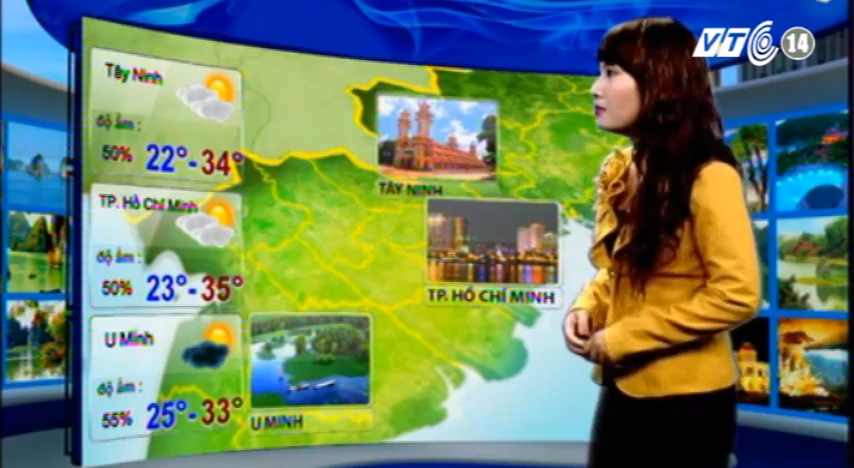 VTC 14
Tây Ninh
độ ẩm :
50% 22°-34°
TÂY NINH
TP. Hồ Chí Minh
độ ẩm :
50% 23°-35°
TP. HỒ CHÍ MINH
U Minh
độ ẩm :
55% 25°-33°
U MINH